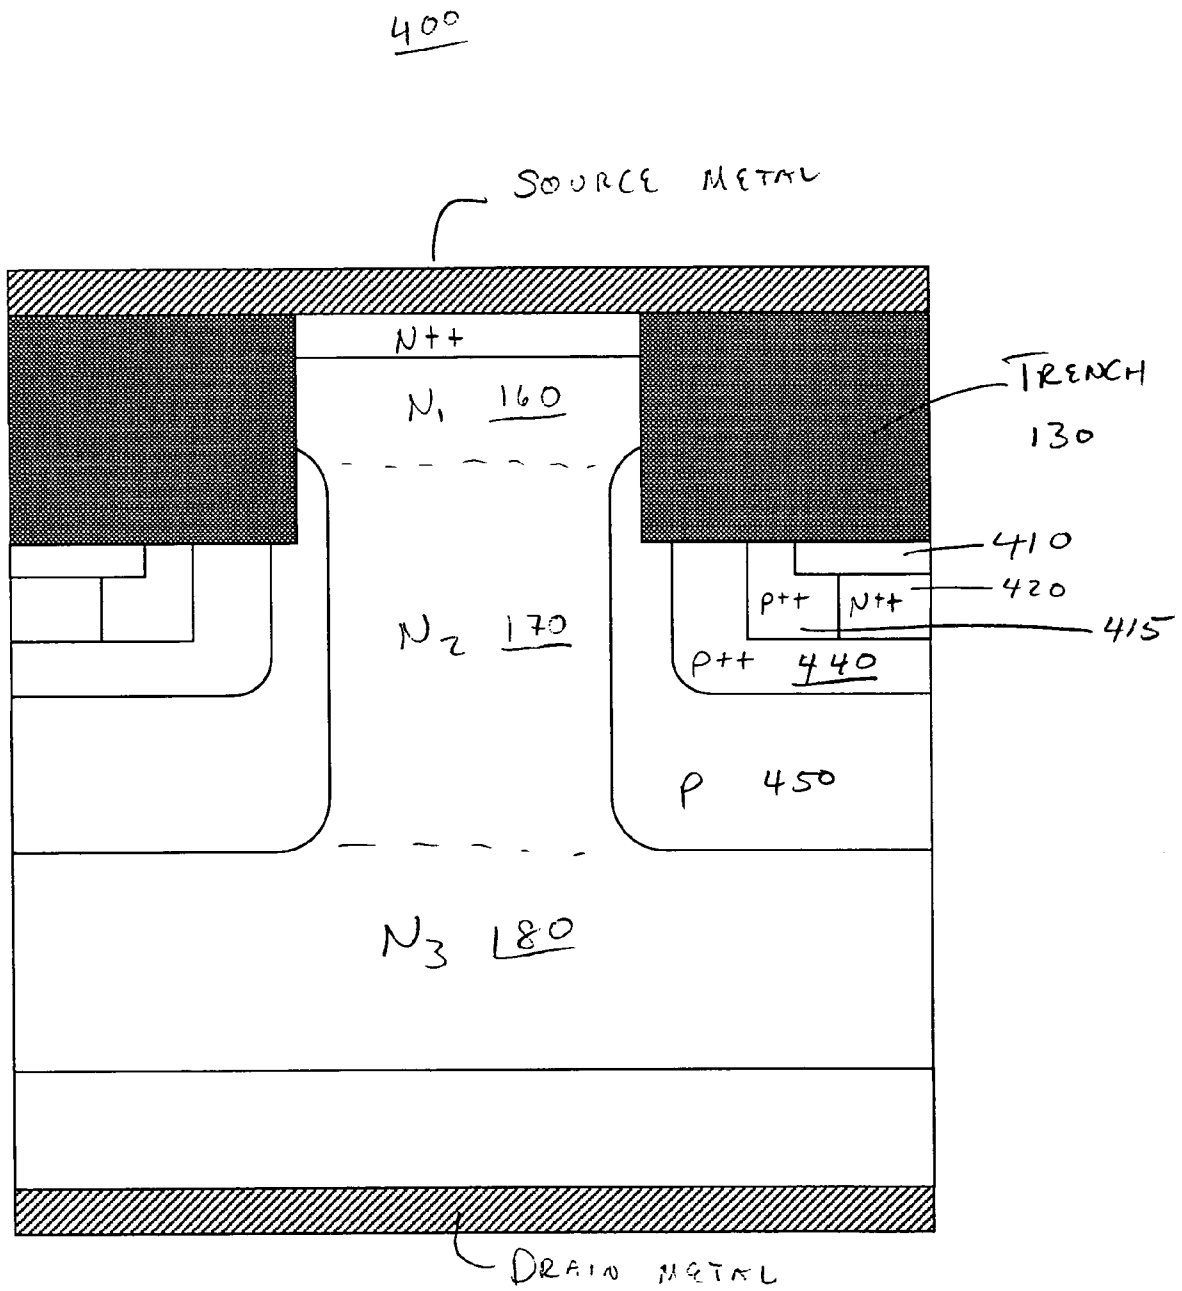 400
SOURCE METAL
N++
N1 160
TRENCH
130
410
P++ N++ 420
415
P++ 440
N2 170
P 450
N3 180
DRAIN METAL